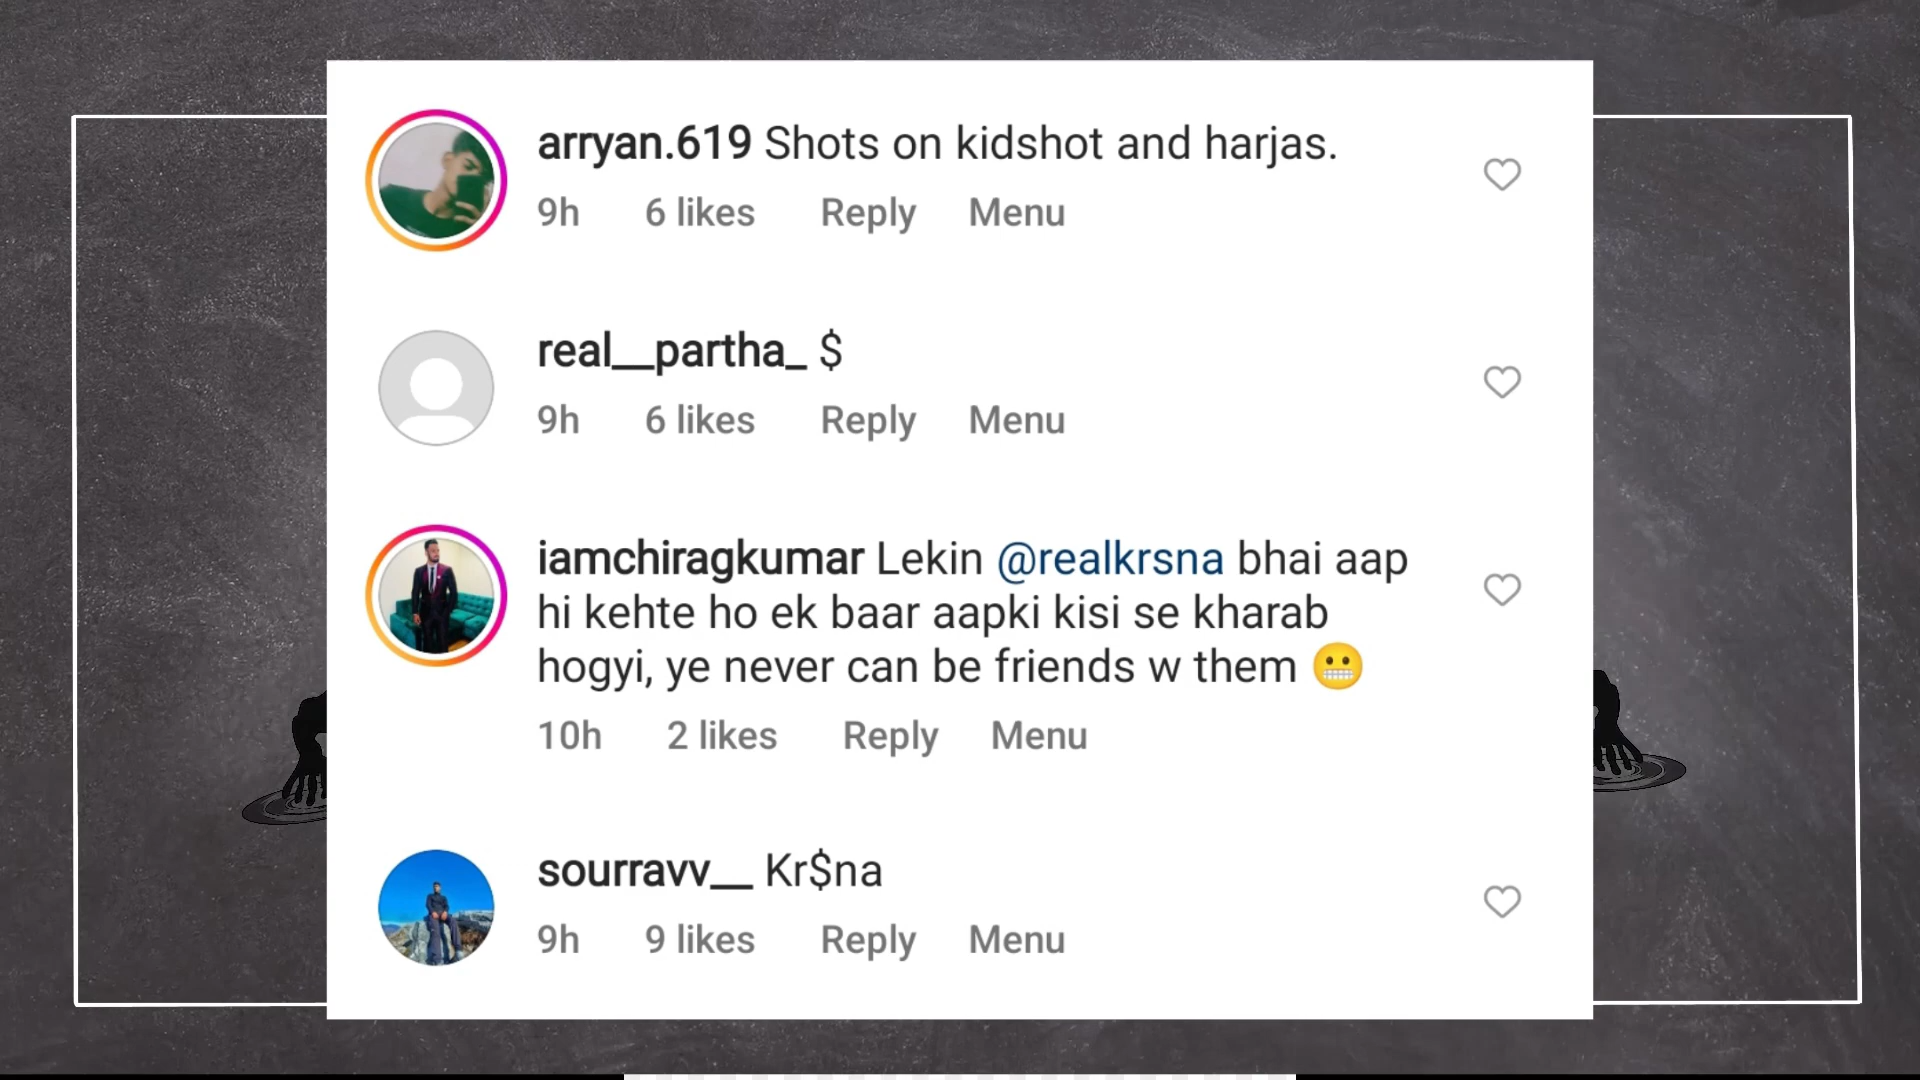 arryan.619 Shots on kidshot and harjas.
9h 6 likes Reply Menu
real__partha_ $
9h 6 likes Reply Menu
iamchiragkumar Lekin @realkrsna bhai aap
hi kehte ho ek baar aapki kisi se kharab
hogyi, ye never can be friends w them 😬
10h 2 likes Reply Menu
sourravv__ Kr$na
9h 9 likes Reply Menu